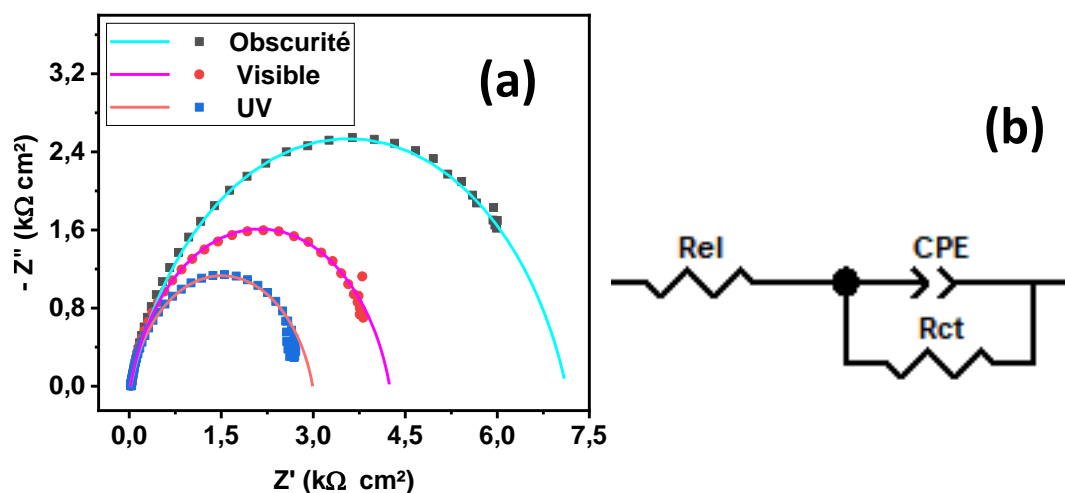 Obscurité
Visible
UV
(a)
3,2
2,4
1,6
0,8
0,0
- Z" (kΩ cm²)
0,0 1,5 3,0 4,5 6,0 7,5
Z' (kΩ cm²)
(b)
Rel
CPE
Rct